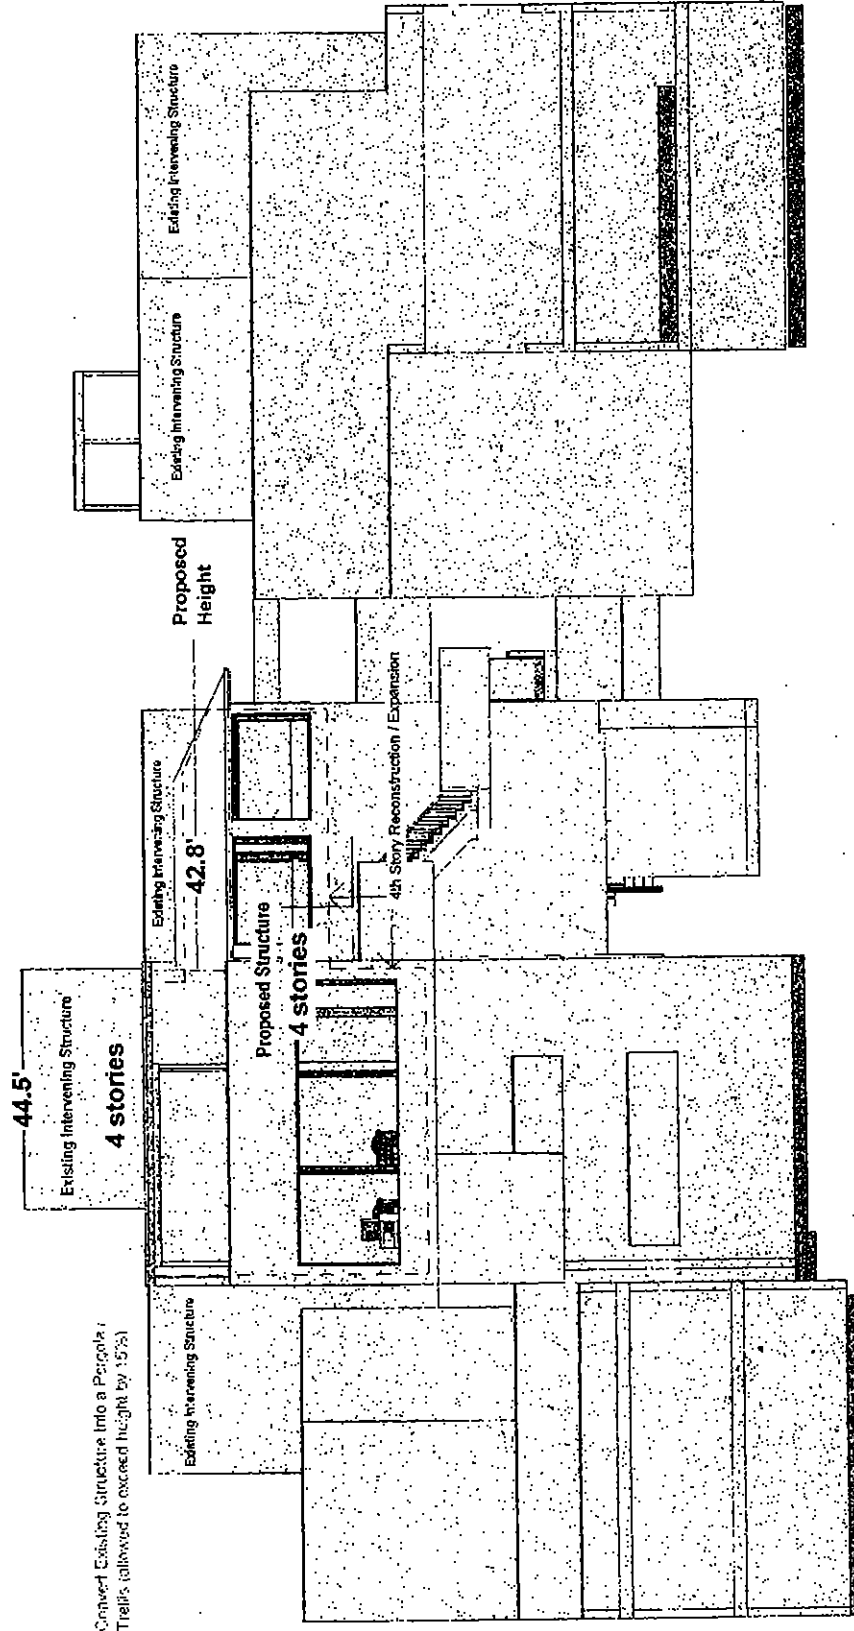 Convert Existing Structure Into a Pergola /
Trellis (allowed to exceed height by 15%)
Existing Intervening Structure
44.5'
Existing Intervening Structure
4 stories
Proposed Structure
4 stories
Existing Intervening Structure
42.8'
4th Story Reconstruction / Expansion
Proposed
Height
Existing Intervening Structure
Existing Intervening Structure